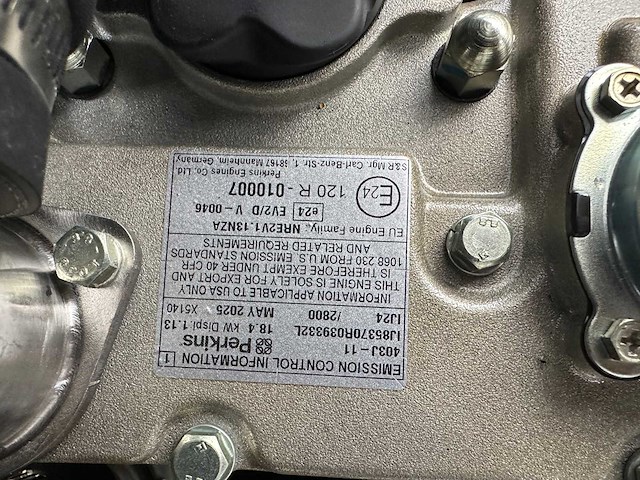 EMISSION CONTROL INFORMATION 1
403J-11 Perkins
IJ85370R039332L 18.4 kW Displ.1.13
/2800 MAY 2025 X5140
IJ24
INFORMATION APPLICABLE TO USA ONLY
THIS ENGINE IS SOLELY FOR EXPORT AND
IS THEREFORE EXEMPT UNDER 40 CFR
1068.230 FROM U.S. EMISSION STANDARDS
AND RELATED REQUIREMENTS
EU Engine Family, NRE2V1.13NZA
e24 EV2/D V-0046
E24 120 R-010007
Perkins Engines Co. Ltd.
S&R Mgr. Carl-Benz-Str. 1, 68167 Mannheim, Germany